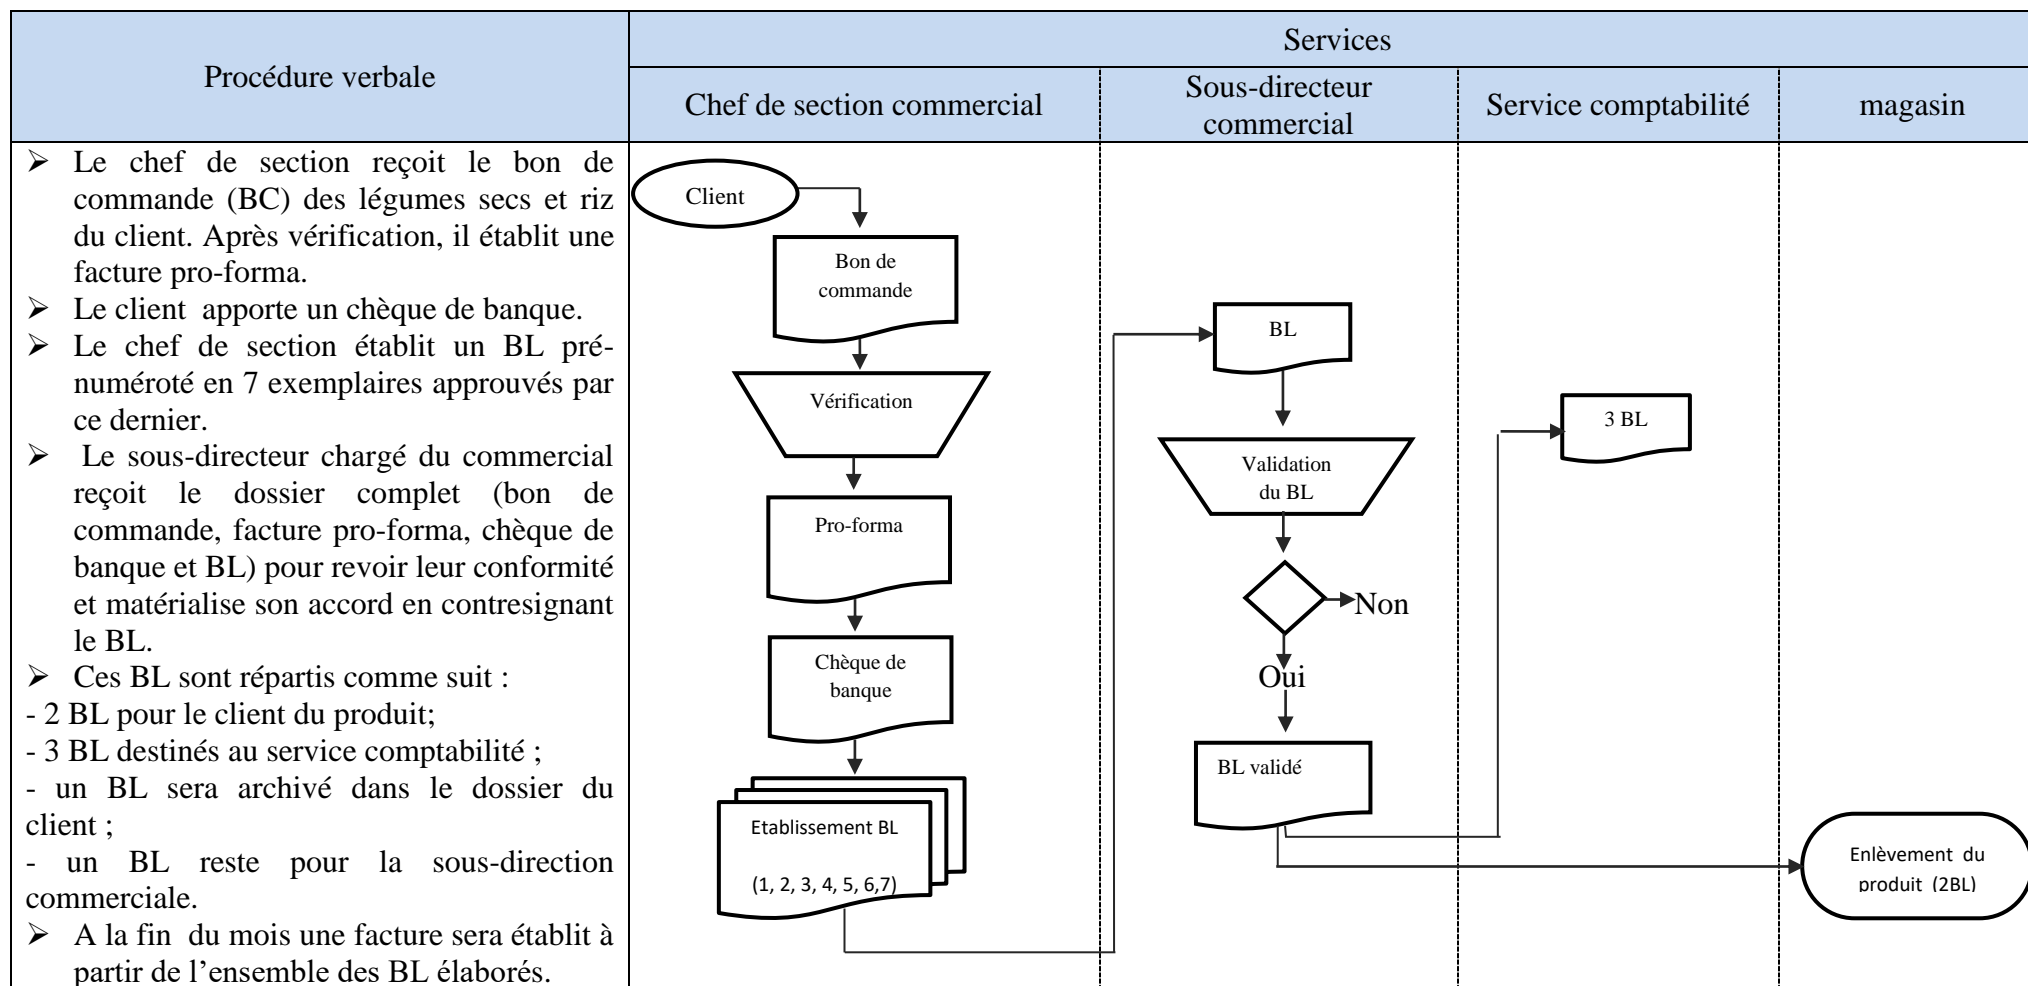 Procédure verbale
Services
Chef de section commercial
Sous-directeur
commercial
Service comptabilité
magasin
➢ Le chef de section reçoit le bon de
commande (BC) des légumes secs et riz
du client. Après vérification, il établit une
facture pro-forma.
➢ Le client apporte un chèque de banque.
➢ Le chef de section établit un BL pré-
numéroté en 7 exemplaires approuvés par
ce dernier.
➢ Le sous-directeur chargé du commercial
reçoit le dossier complet (bon de
commande, facture pro-forma, chèque de
banque et BL) pour revoir leur conformité
et matérialise son accord en contresignant
le BL.
➢ Ces BL sont répartis comme suit :
- 2 BL pour le client du produit;
- 3 BL destinés au service comptabilité ;
- un BL sera archivé dans le dossier du
client ;
- un BL reste pour la sous-direction
commerciale.
➢ A la fin du mois une facture sera établit à
partir de l’ensemble des BL élaborés.
Client
Bon de
commande
Vérification
Pro-forma
Chèque de
banque
Etablissement BL
(1, 2, 3, 4, 5, 6,7)
BL
Validation
du BL
Non
Oui
BL validé
3 BL
Enlèvement du
produit (2BL)